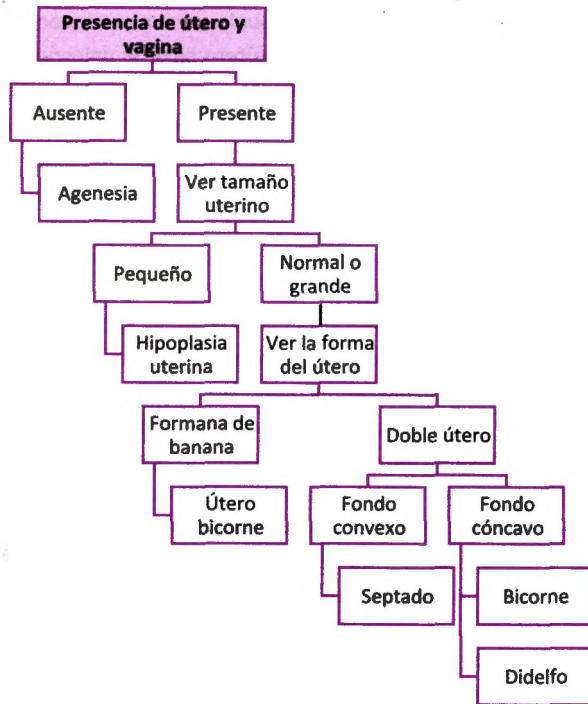 Presencia de útero y
vagina
Ausente
Presente
Agenesia
Ver tamaño
uterino
Pequeño
Normal o
grande
Hipoplasia
uterina
Ver la forma
del útero
Formana de
banana
Doble útero
Útero
bicorne
Fondo
convexo
Fondo
cóncavo
Septado
Bicorne
Didelfo